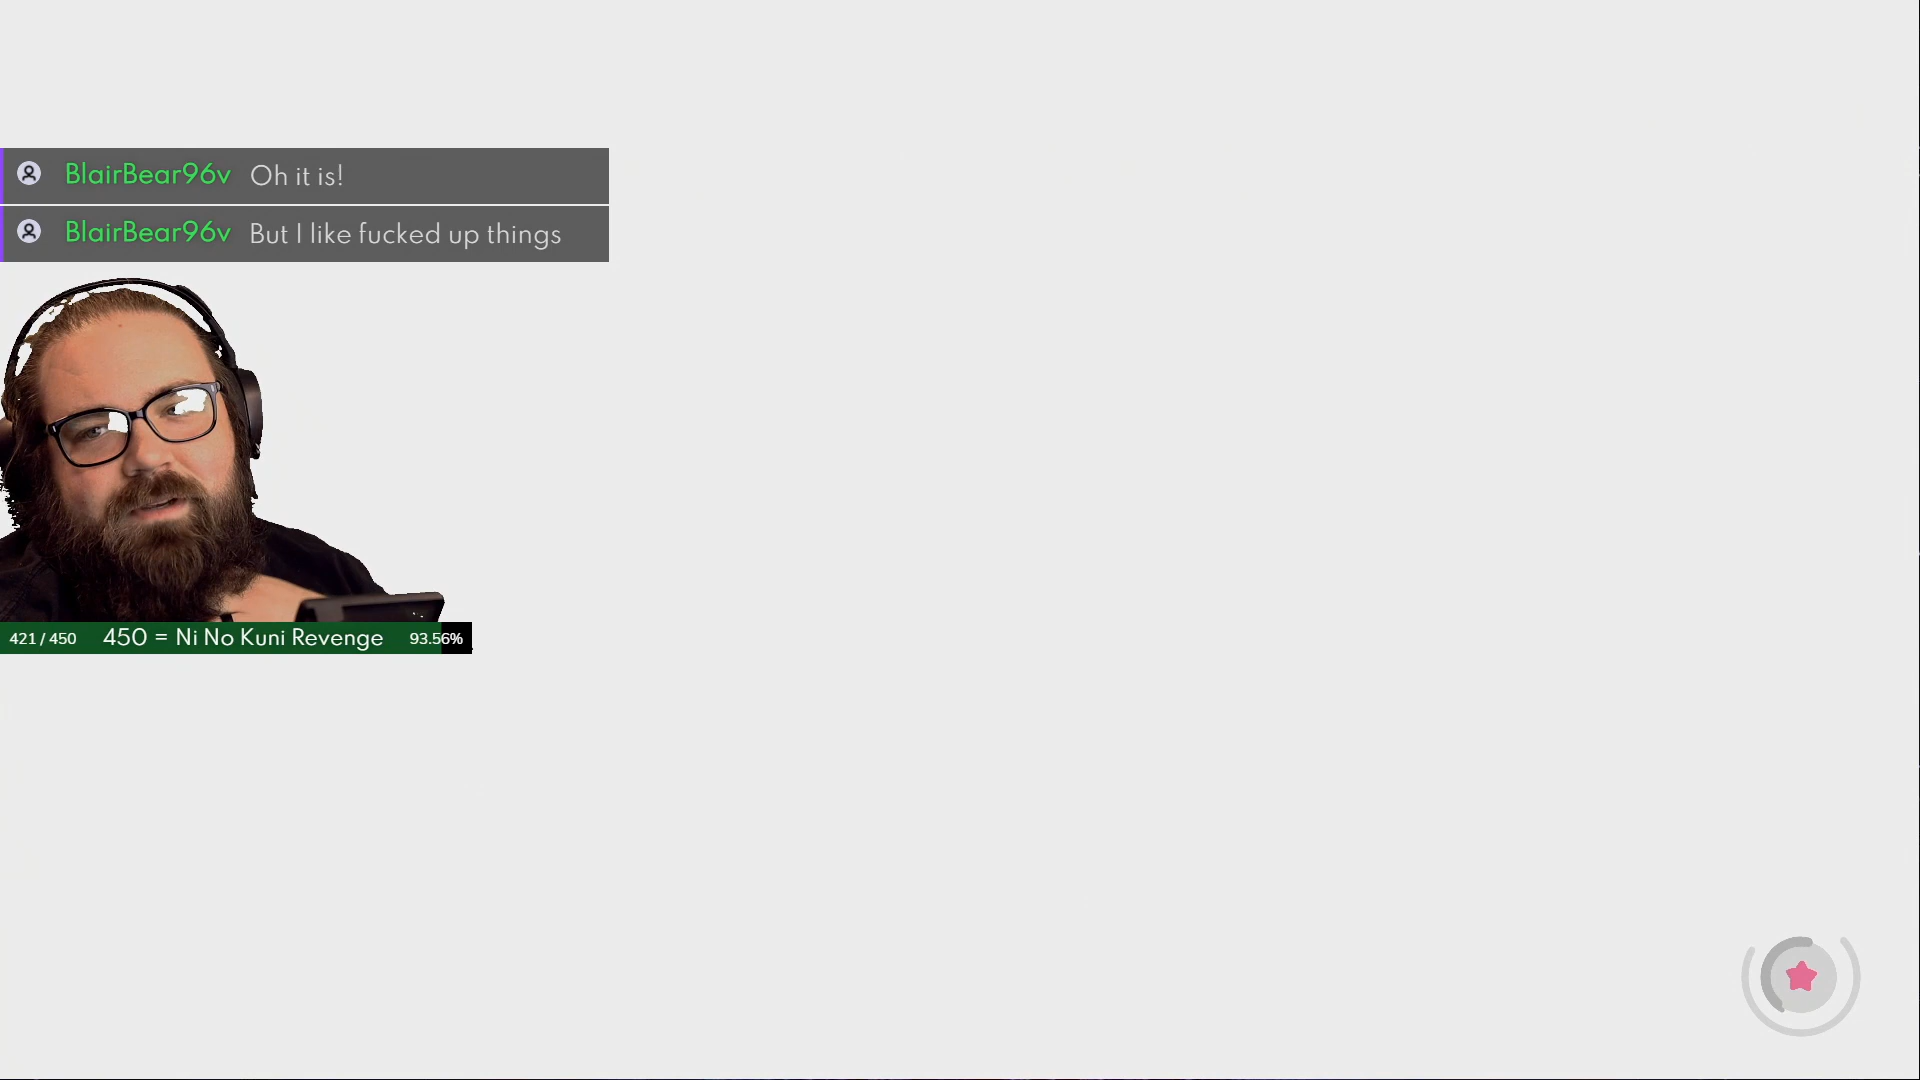 BlairBear96v Oh it is!
BlairBear96v But I like fucked up things
421 / 450 450 = Ni No Kuni Revenge 93.56%